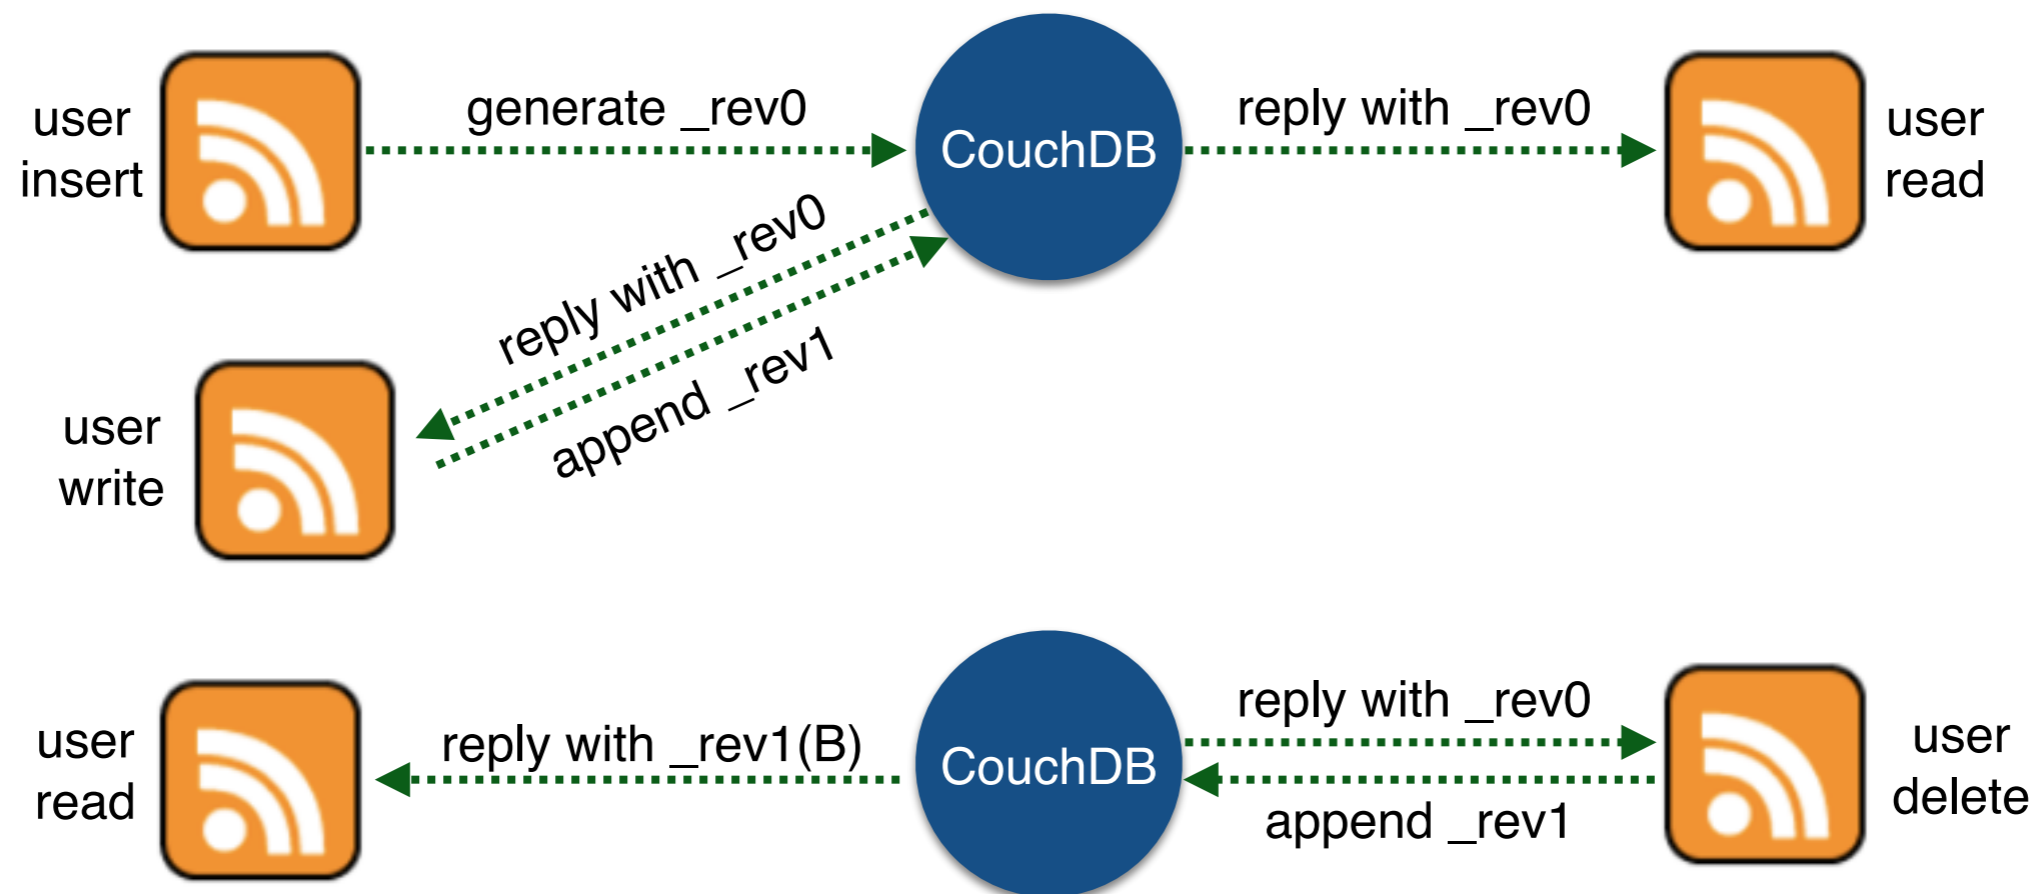 user
insert
generate _rev0
CouchDB
reply with _rev0
user
read
reply with _rev0
append _rev1
user
write
user
read
reply with _rev1(B)
CouchDB
reply with _rev0
append _rev1
user
delete